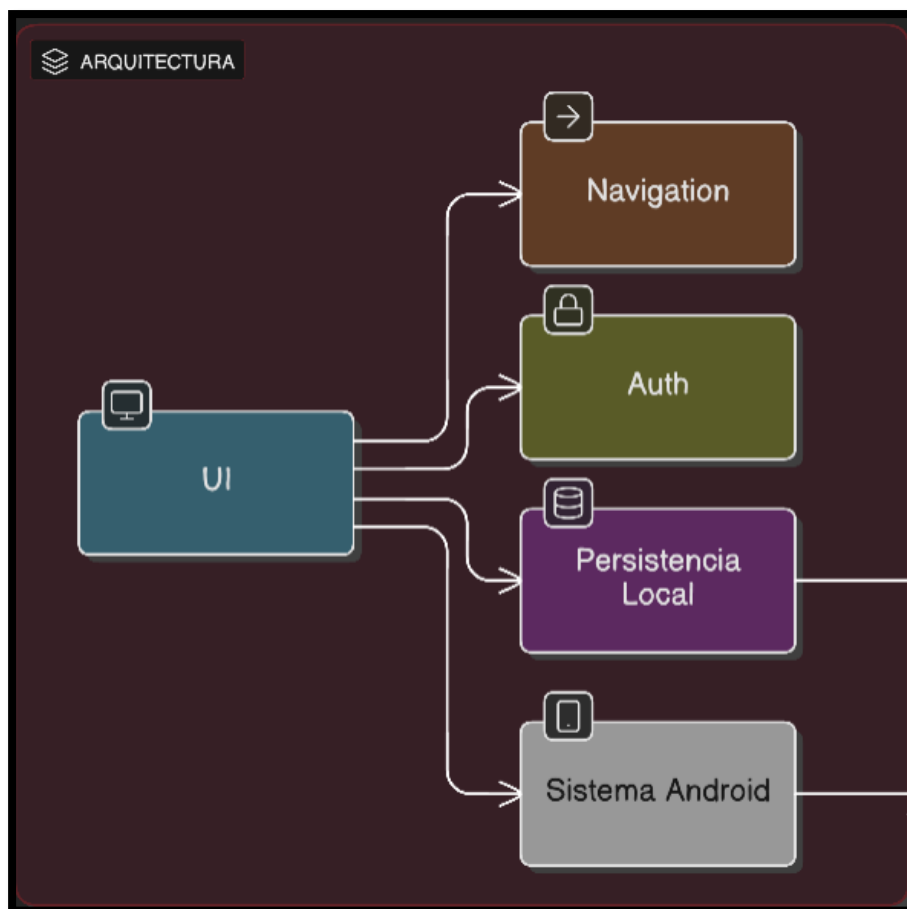 ARQUITECTURA
Navigation
Auth
UI
Persistencia
Local
Sistema Android